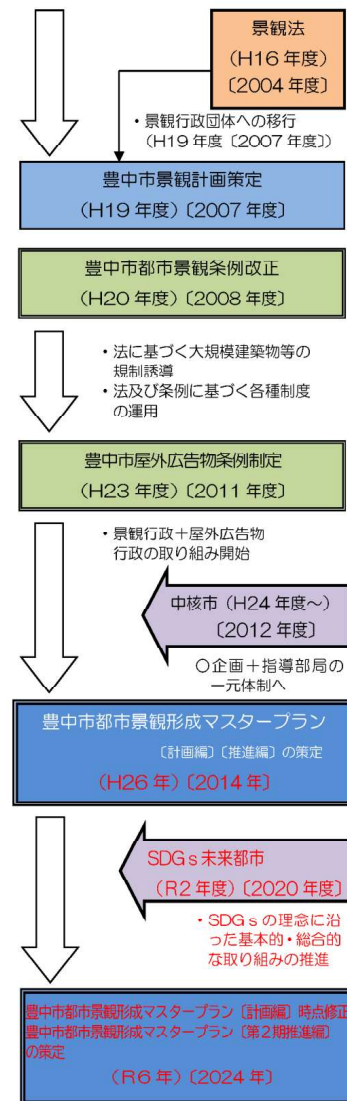 景観法
(H16 年度)
〔2004 年度〕
・景観行政団体への移行
(H19 年度〔2007 年度〕)
豊中市景観計画策定
(H19 年度)〔2007 年度〕
豊中市都市景観条例改正
(H20 年度)〔2008 年度〕
・法に基づく大規模建築物等の
規制誘導
・法及び条例に基づく各種制度
の運用
豊中市屋外広告物条例制定
(H23 年度)〔2011 年度〕
・景観行政＋屋外広告物
行政の取り組み開始
中核市（H24 年度～）
〔2012 年度〕
〇企画＋指導部局の
一元体制へ
豊中市都市景観形成マスタープラン
〔計画編〕〔推進編〕の策定
(H26 年)〔2014 年〕
SDGｓ未来都市
（R2 年度）〔2020 年度〕
・SDGｓの理念に沿
った基本的・総合的
な取り組みの推進
豊中市都市景観形成マスタープラン〔計画編〕時点修正
豊中市都市景観形成マスタープラン〔第２期推進編〕
の策定
（R6 年）〔2024 年〕